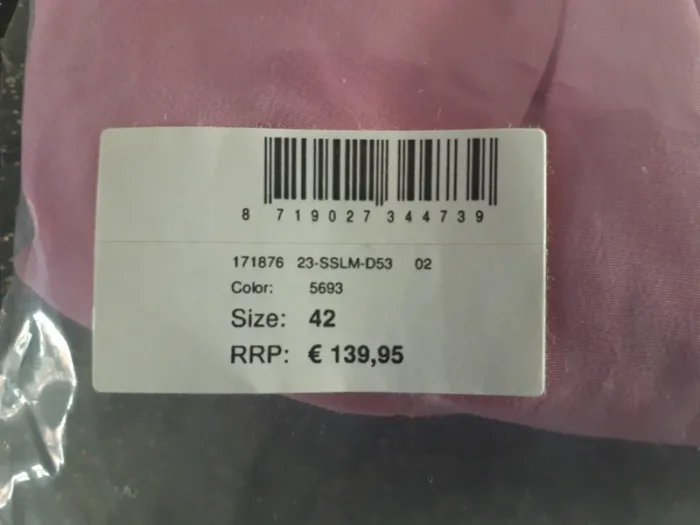 8 719027 344739
171876 23-SSLM-D53 02
Color: 5693
Size: 42
RRP: € 139,95